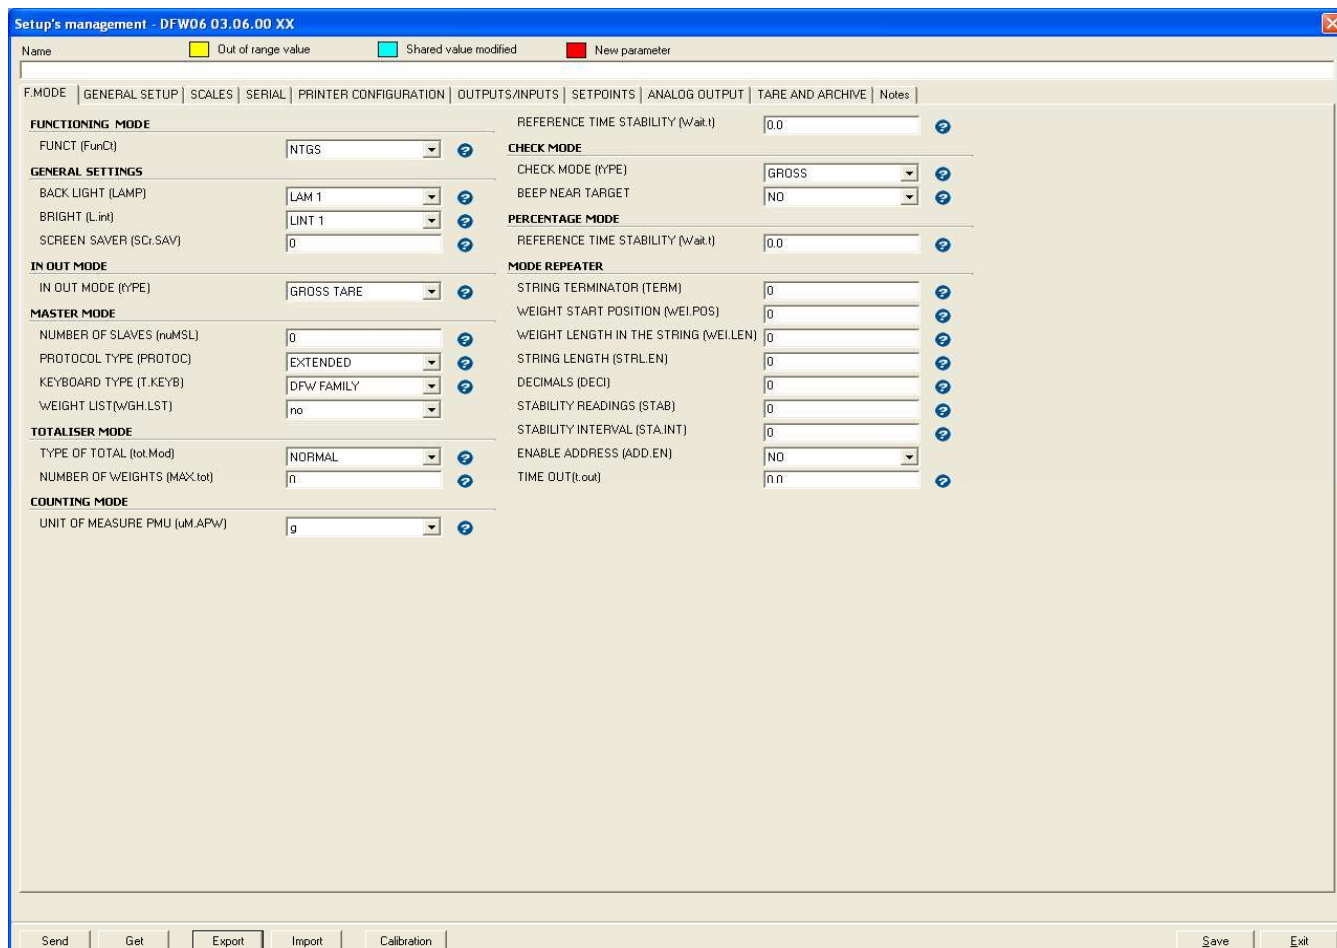 Setup's management - DFW06 03.06.00 XX
Name Out of range value Shared value modified New parameter
F.MODE GENERAL SETUP SCALES SERIAL PRINTER CONFIGURATION OUTPUTS/INPUTS SETPOINTS ANALOG OUTPUT TARE AND ARCHIVE Notes
FUNCTIONING MODE
FUNCT (FunCt) NTGS
GENERAL SETTINGS
BACK LIGHT (LAMP) LAM 1
BRIGHT (L.int) LINT 1
SCREEN SAVER (SCr.SAV) 0
IN OUT MODE
IN OUT MODE (tYPE) GROSS TARE
MASTER MODE
NUMBER OF SLAVES (nuMSL) 0
PROTOCOL TYPE (PROTOC) EXTENDED
KEYBOARD TYPE (T.KEYB) DFW FAMILY
WEIGHT LIST(WGH.LST) no
TOTALISER MODE
TYPE OF TOTAL (tot.Mod) NORMAL
NUMBER OF WEIGHTS (MAX.tot) 0
COUNTING MODE
UNIT OF MEASURE PMU (uM.APW) g
REFERENCE TIME STABILITY (Wait.t) 0.0
CHECK MODE
CHECK MODE (tYPE) GROSS
BEEP NEAR TARGET NO
PERCENTAGE MODE
REFERENCE TIME STABILITY (Wait.t) 0.0
MODE REPEATER
STRING TERMINATOR (TERM) 0
WEIGHT START POSITION (WEI.POS) 0
WEIGHT LENGTH IN THE STRING (WEI.LEN) 0
STRING LENGTH (STRL.EN) 0
DECIMALS (DECI) 0
STABILITY READINGS (STAB) 0
STABILITY INTERVAL (STA.INT) 0
ENABLE ADDRESS (ADD.EN) NO
TIME OUT(t.out) 0.0
Send Get Export Import Calibration Save Exit